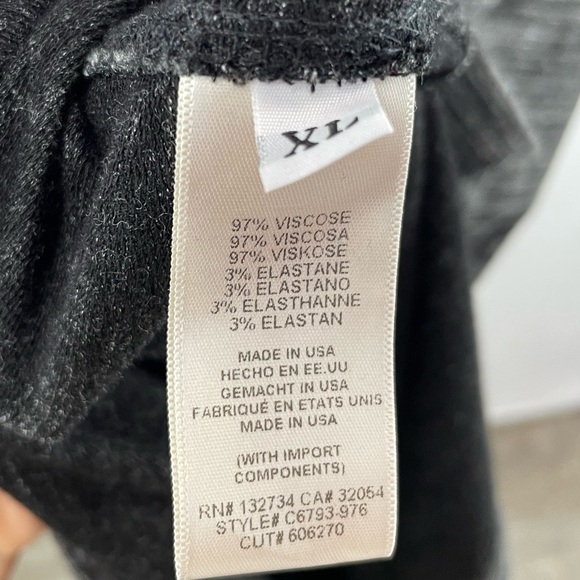 XL
97% VISCOSE
97% VISCOSA
97% VISKOSE
3% ELASTANE
3% ELASTANO
3% ELASTHANNE
3% ELASTAN
MADE IN USA
HECHO EN EE.UU
GEMACHT IN USA
FABRIQUÉ EN ETATS UNIS
MADE IN USA
(WITH IMPORT
COMPONENTS)
RN# 132734 CA# 32054
STYLE# C6793-976
CUT# 606270